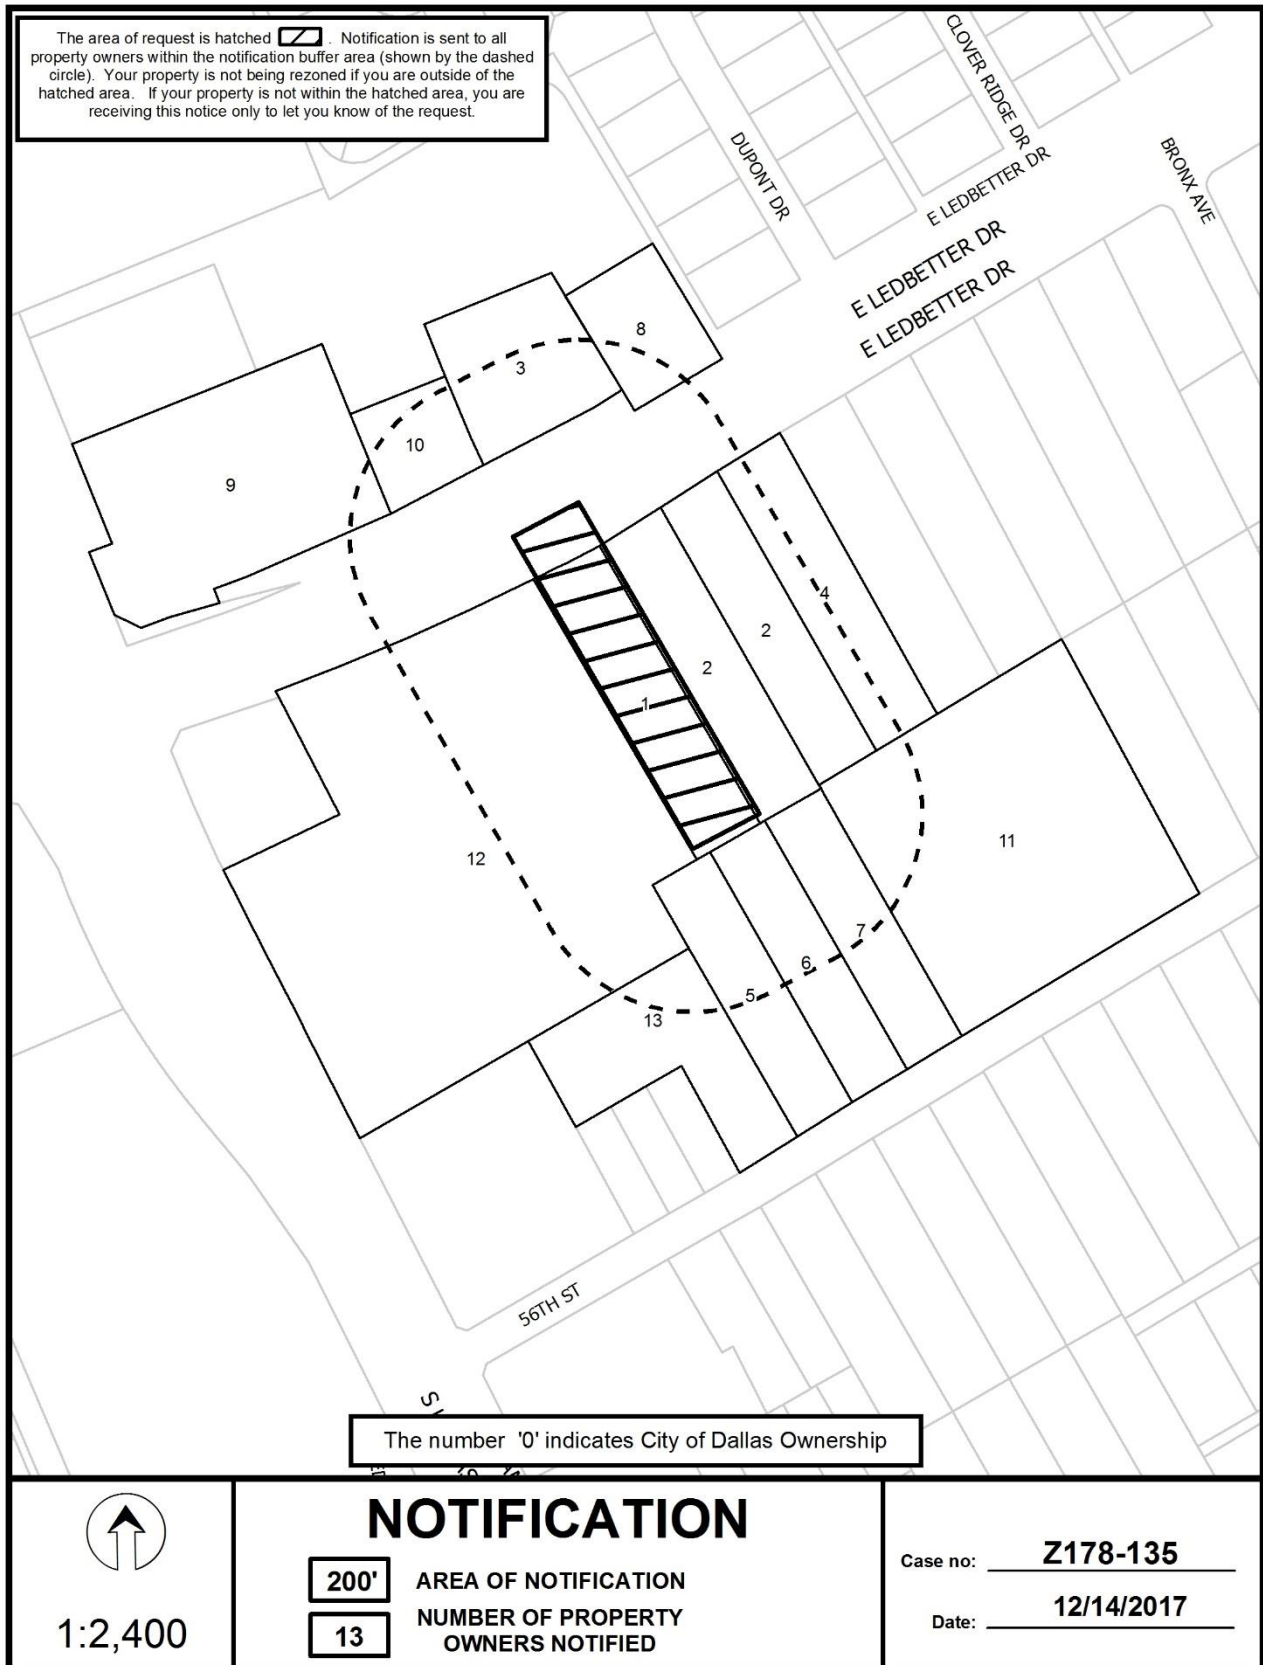 The area of request is hatched . Notification is sent to all
property owners within the notification buffer area (shown by the dashed
circle). Your property is not being rezoned if you are outside of the
hatched area. If your property is not within the hatched area, you are
receiving this notice only to let you know of the request.
CLOVER RIDGE DR
DUPONT DR
BRONX AVE
E LEDBETTER DR
E LEDBETTER DR
E LEDBETTER DR
8
3
10
9
4
2
2
1
12
11
7
6
5
13
56TH ST
The number '0' indicates City of Dallas Ownership
1:2,400
NOTIFICATION
200' AREA OF NOTIFICATION
13 NUMBER OF PROPERTY
OWNERS NOTIFIED
Case no: Z178-135
Date: 12/14/2017